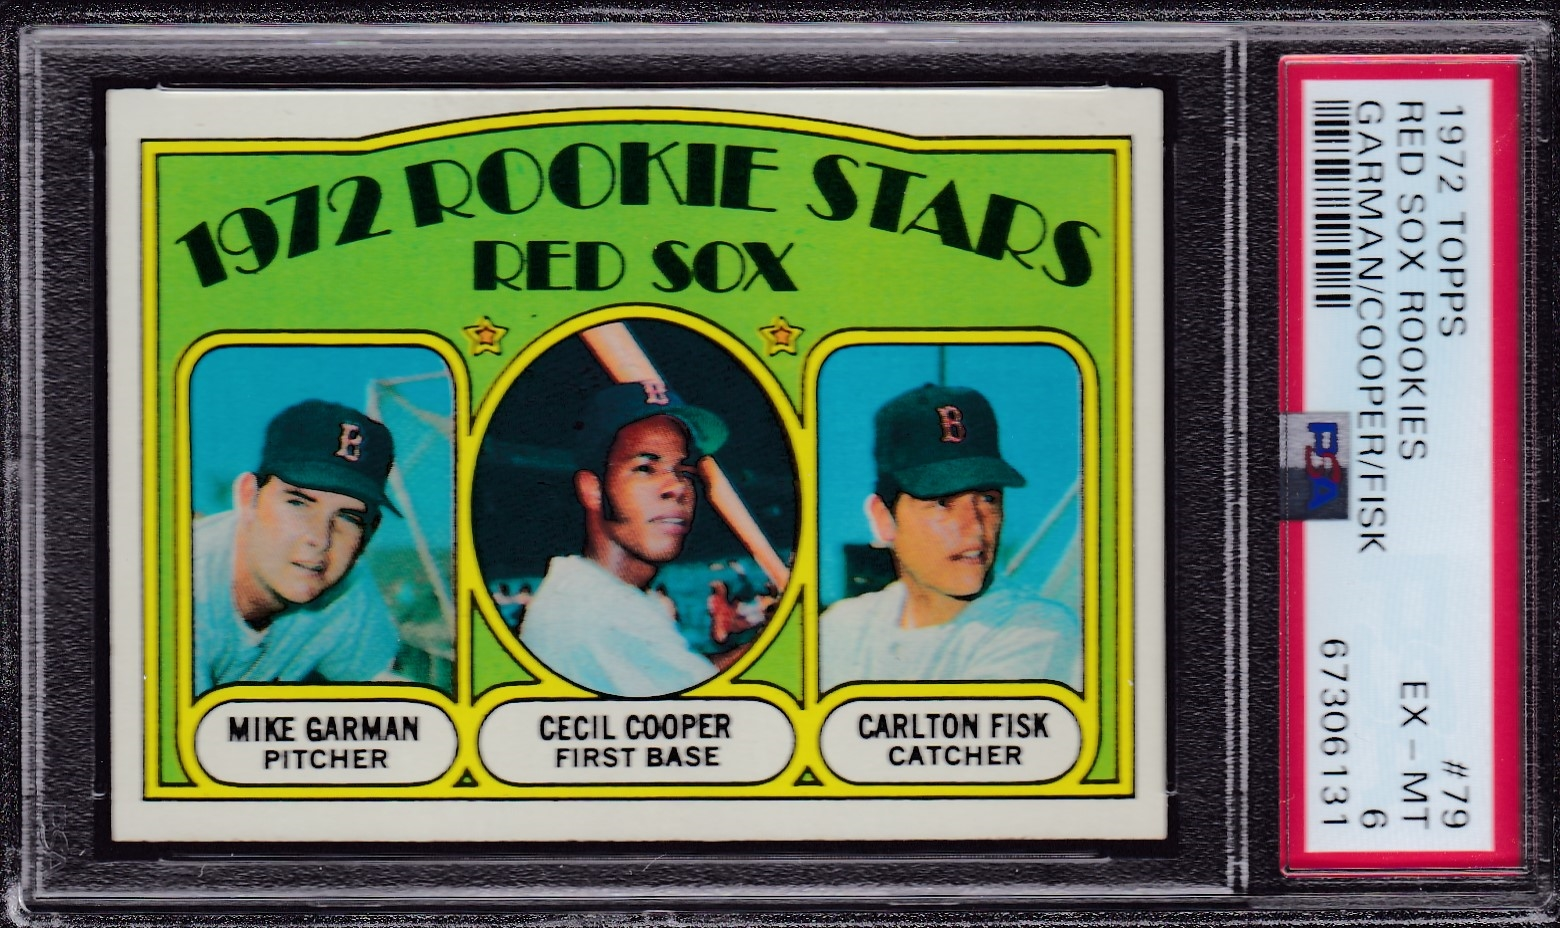 1972 ROOKIE STARS
RED SOX
B
B
B
MIKE GARMAN
PITCHER
CECIL COOPER
FIRST BASE
CARLTON FISK
CATCHER
1972 TOPPS #79
RED SOX ROOKIES EX - MT
GARMAN/COOPER/FISK 6
67306131
PSA